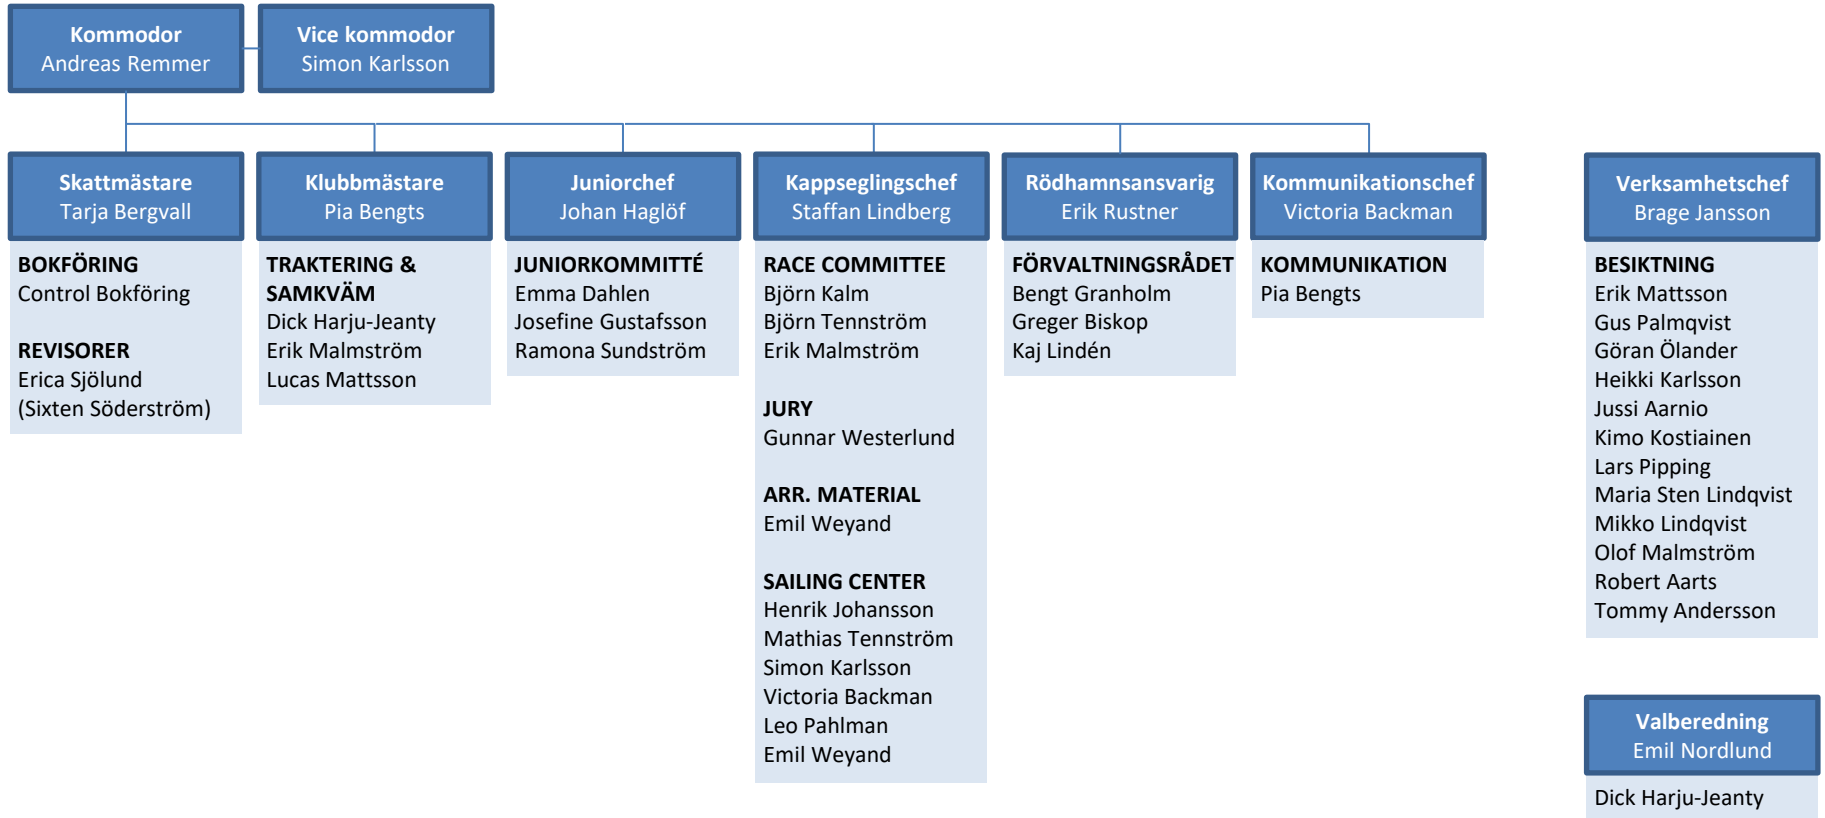 Kommodor
Andreas Remmer
Vice kommodor
Simon Karlsson
Skattmästare
Tarja Bergvall
BOKFÖRING
Control Bokföring
REVISORER
Erica Sjölund
(Sixten Söderström)
Klubbmästare
Pia Bengts
TRAKTERING &
SAMKVÄM
Dick Harju-Jeanty
Erik Malmström
Lucas Mattsson
Juniorchef
Johan Haglöf
JUNIORKOMMITTÉ
Emma Dahlen
Josefine Gustafsson
Ramona Sundström
Kappseglingschef
Staffan Lindberg
RACE COMMITTEE
Björn Kalm
Björn Tennström
Erik Malmström
JURY
Gunnar Westerlund
ARR. MATERIAL
Emil Weyand
SAILING CENTER
Henrik Johansson
Mathias Tennström
Simon Karlsson
Victoria Backman
Leo Pahlman
Emil Weyand
Rödhamnsansvarig
Erik Rustner
FÖRVALTNINGSRÅDET
Bengt Granholm
Greger Biskop
Kaj Lindén
Kommunikationschef
Victoria Backman
KOMMUNIKATION
Pia Bengts
Verksamhetschef
Brage Jansson
BESIKTNING
Erik Mattsson
Gus Palmqvist
Göran Ölander
Heikki Karlsson
Jussi Aarnio
Kimo Kostiainen
Lars Pipping
Maria Sten Lindqvist
Mikko Lindqvist
Olof Malmström
Robert Aarts
Tommy Andersson
Valberedning
Emil Nordlund
Dick Harju-Jeanty